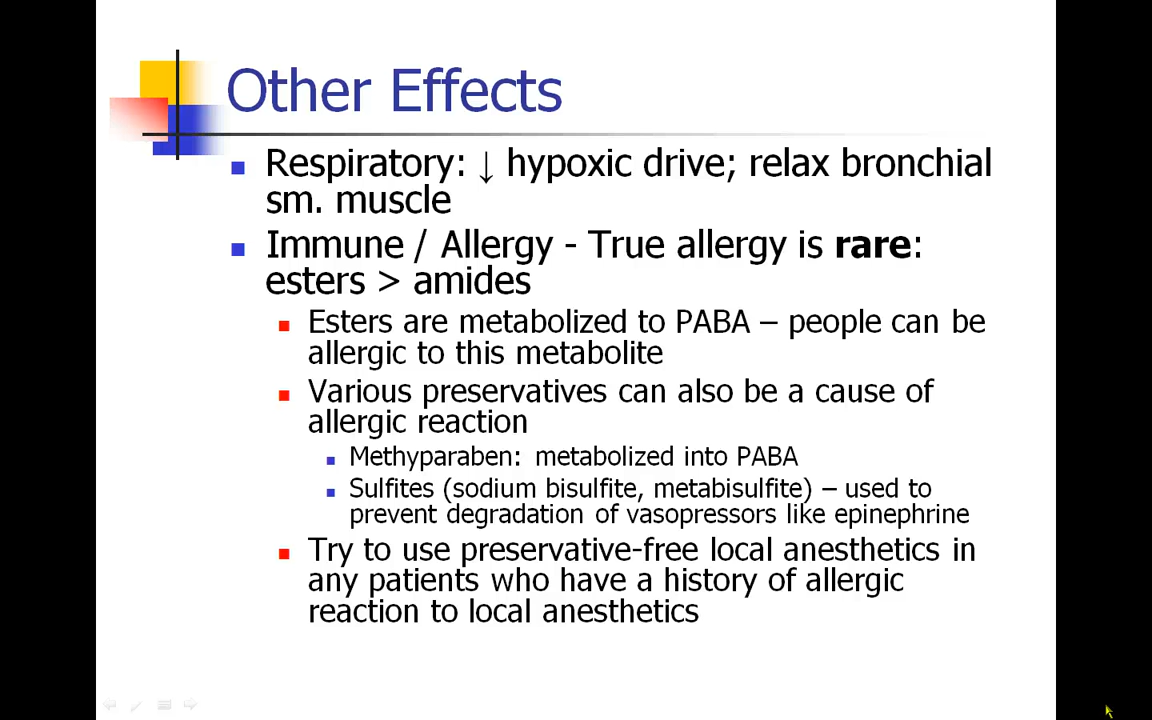 Other Effects
Respiratory: ↓ hypoxic drive; relax bronchial
sm. muscle
Immune / Allergy - True allergy is rare:
esters > amides
Esters are metabolized to PABA – people can be
allergic to this metabolite
Various preservatives can also be a cause of
allergic reaction
Methyparaben: metabolized into PABA
Sulfites (sodium bisulfite, metabisulfite) – used to
prevent degradation of vasopressors like epinephrine
Try to use preservative-free local anesthetics in
any patients who have a history of allergic
reaction to local anesthetics